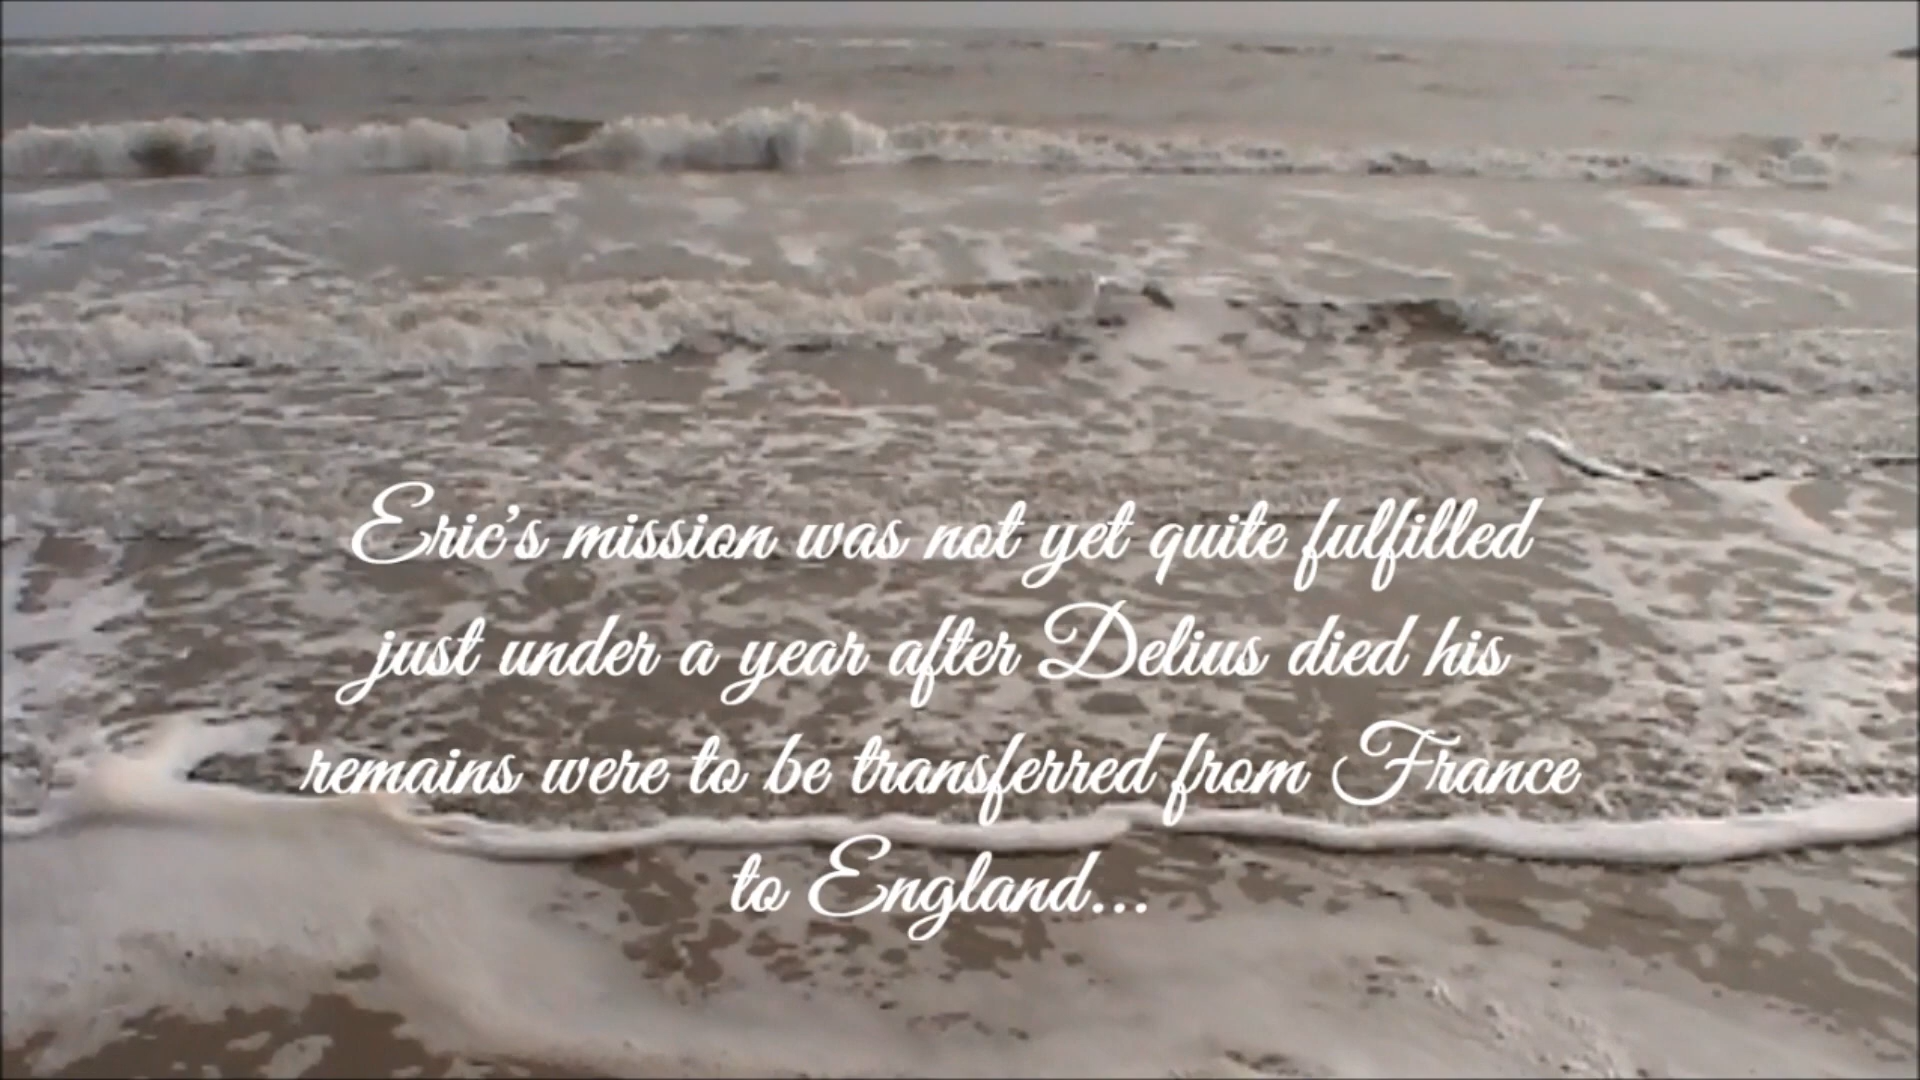 Eric's mission was not yet quite fulfilled
just under a year after Delius died his
remains were to be transferred from France
to England...